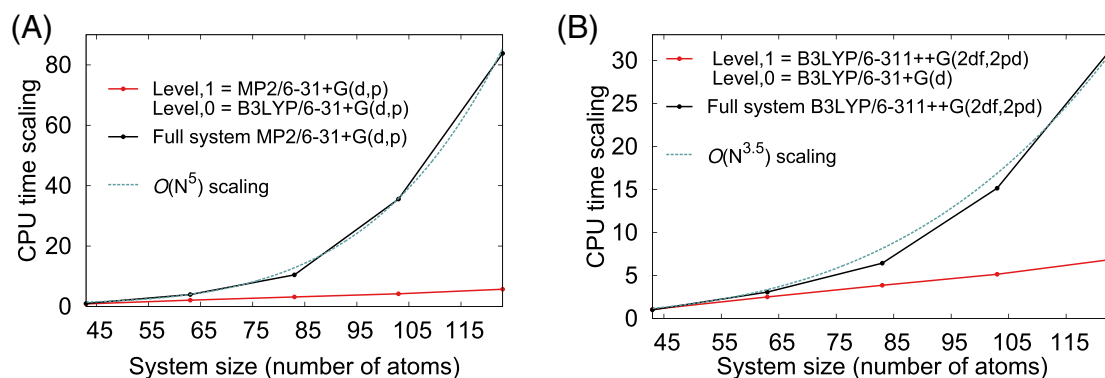 (A)
CPU time scaling
80
60
40
20
0
Level,1 = MP2/6-31+G(d,p)
Level,0 = B3LYP/6-31+G(d,p)
Full system MP2/6-31+G(d,p)
O(N^5) scaling
45 55 65 75 85 95 105 115
System size (number of atoms)
(B)
CPU time scaling
30
25
20
15
10
5
0
Level,1 = B3LYP/6-311++G(2df,2pd)
Level,0 = B3LYP/6-31+G(d)
Full system B3LYP/6-311++G(2df,2pd)
O(N^3.5) scaling
45 55 65 75 85 95 105 115
System size (number of atoms)